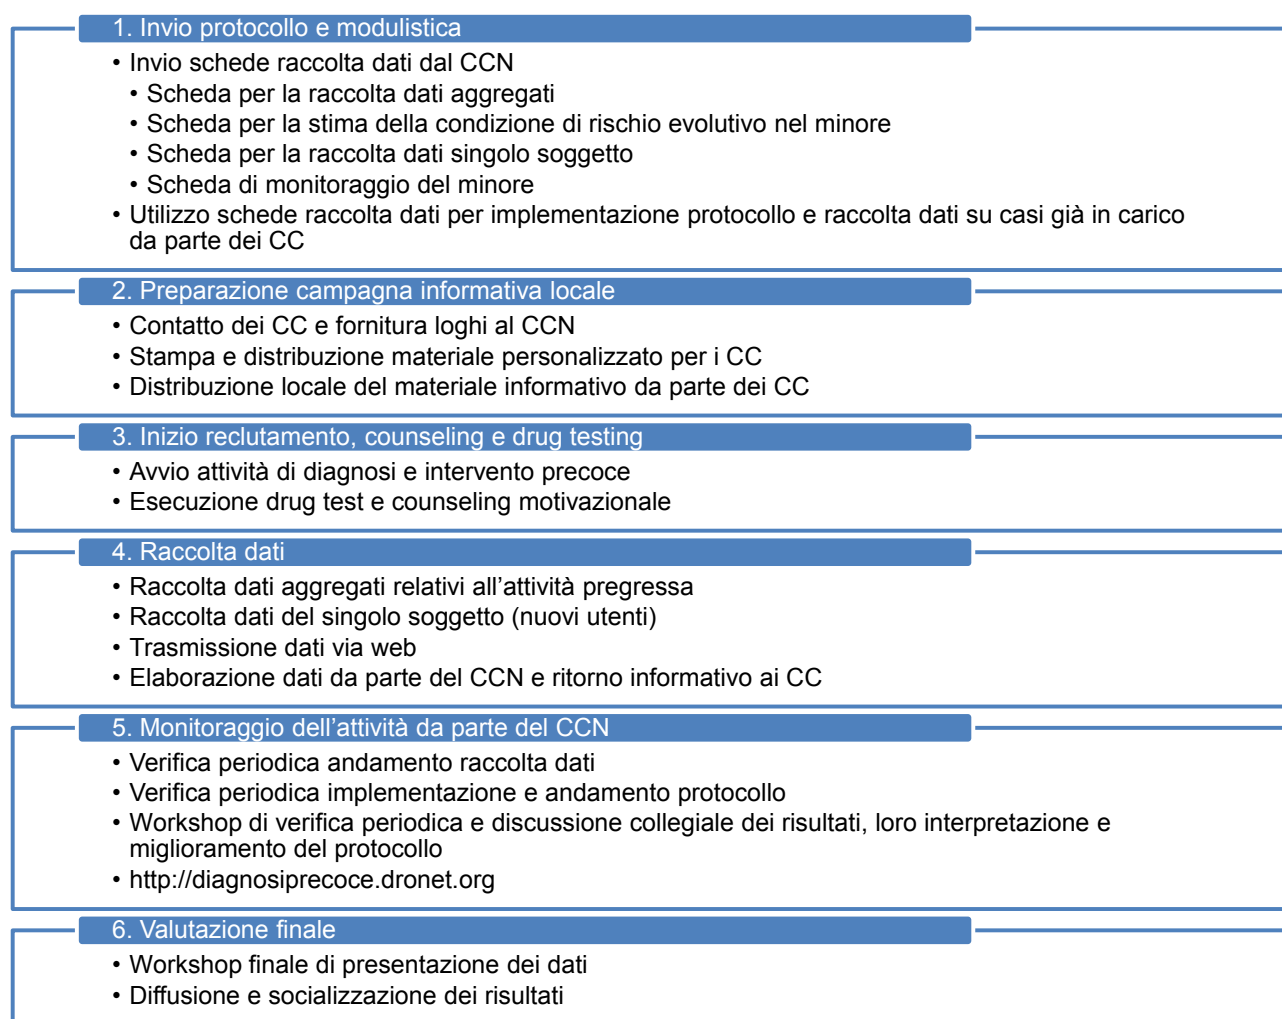 1. Invio protocollo e modulistica
• Invio schede raccolta dati dal CCN
• Scheda per la raccolta dati aggregati
• Scheda per la stima della condizione di rischio evolutivo nel minore
• Scheda per la raccolta dati singolo soggetto
• Scheda di monitoraggio del minore
• Utilizzo schede raccolta dati per implementazione protocollo e raccolta dati su casi già in carico
da parte dei CC
2. Preparazione campagna informativa locale
• Contatto dei CC e fornitura loghi al CCN
• Stampa e distribuzione materiale personalizzato per i CC
• Distribuzione locale del materiale informativo da parte dei CC
3. Inizio reclutamento, counseling e drug testing
• Avvio attività di diagnosi e intervento precoce
• Esecuzione drug test e counseling motivazionale
4. Raccolta dati
• Raccolta dati aggregati relativi all’attività pregressa
• Raccolta dati del singolo soggetto (nuovi utenti)
• Trasmissione dati via web
• Elaborazione dati da parte del CCN e ritorno informativo ai CC
5. Monitoraggio dell’attività da parte del CCN
• Verifica periodica andamento raccolta dati
• Verifica periodica implementazione e andamento protocollo
• Workshop di verifica periodica e discussione collegiale dei risultati, loro interpretazione e
miglioramento del protocollo
• http://diagnosiprecoce.dronet.org
6. Valutazione finale
• Workshop finale di presentazione dei dati
• Diffusione e socializzazione dei risultati